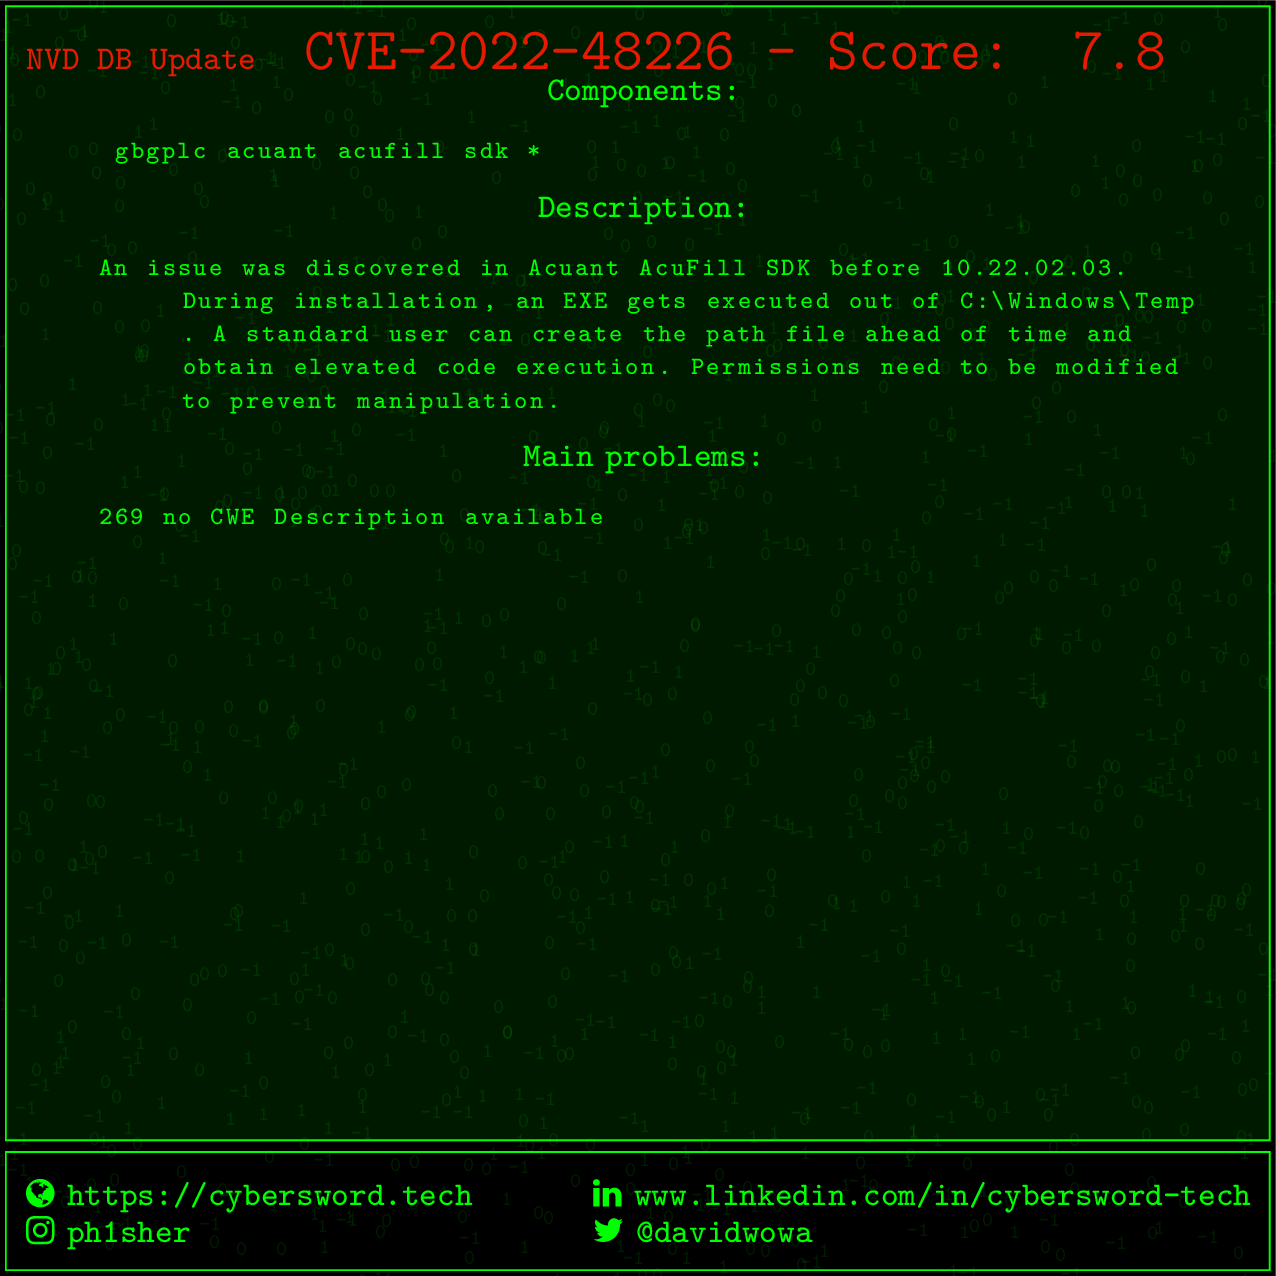 NVD DB Update CVE-2022-48226 - Score: 7.8
Components:
gbgplc acuant acufill sdk *
Description:
An issue was discovered in Acuant AcuFill SDK before 10.22.02.03.
During installation, an EXE gets executed out of C:\Windows\Temp
. A standard user can create the path file ahead of time and
obtain elevated code execution. Permissions need to be modified
to prevent manipulation.
Main problems:
269 no CWE Description available
https://cybersword.tech
www.linkedin.com/in/cybersword-tech
ph1sher
@davidwowa